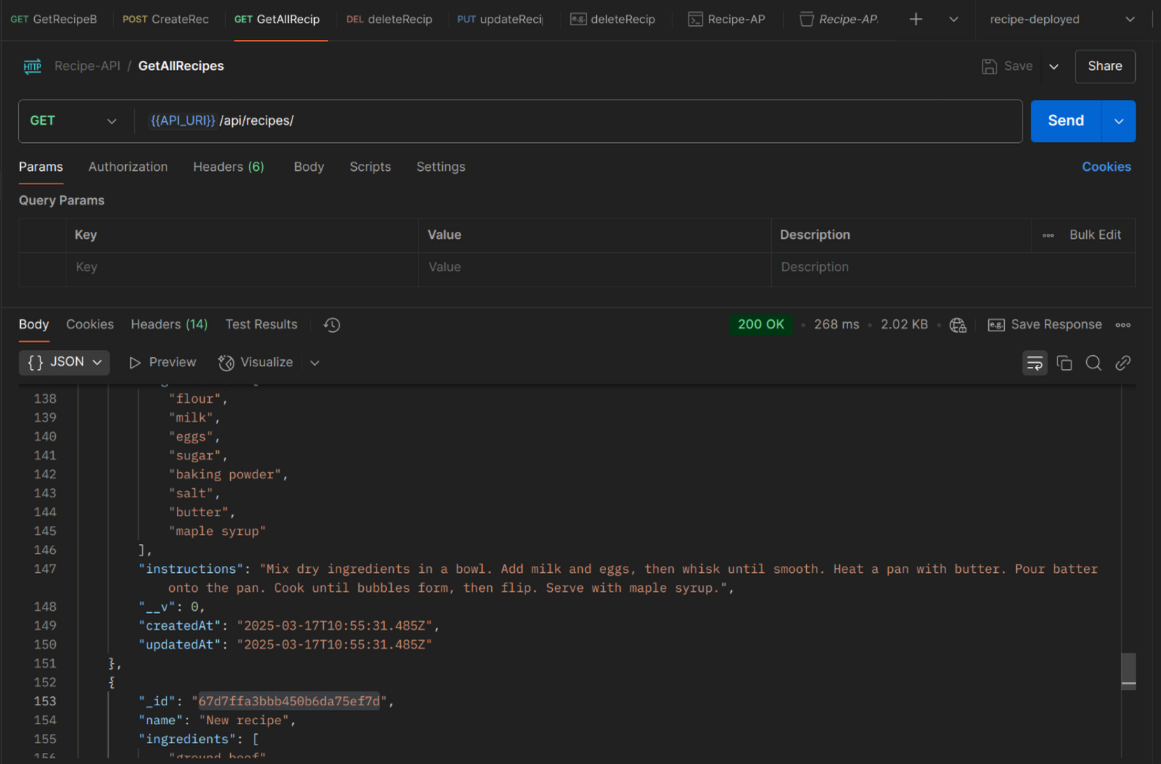 GET GetRecipeB POST CreateRec GET GetAllRecip DEL deleteRecip PUT updateReci e.g. deleteRecip Recipe-AP Recipe-AP. recipe-deployed
HTTP Recipe-API / GetAllRecipes Save Share
GET {{API_URI}} /api/recipes/ Send
Params Authorization Headers (6) Body Scripts Settings Cookies
Query Params
Key Value Description Bulk Edit
Key Value Description
Body Cookies Headers (14) Test Results 200 OK • 268 ms • 2.02 KB • e.g. Save Response
{} JSON Preview Visualize
138 "flour",
139 "milk",
140 "eggs",
141 "sugar",
142 "baking powder",
143 "salt",
144 "butter",
145 "maple syrup"
146 ],
147 "instructions": "Mix dry ingredients in a bowl. Add milk and eggs, then whisk until smooth. Heat a pan with butter. Pour batter
onto the pan. Cook until bubbles form, then flip. Serve with maple syrup.",
148 "__v": 0,
149 "createdAt": "2025-03-17T10:55:31.485Z",
150 "updatedAt": "2025-03-17T10:55:31.485Z"
151 },
152 {
153 "_id": "67d7ffa3bbb450b6da75ef7d",
154 "name": "New recipe",
155 "ingredients": [
156 "ground beef"